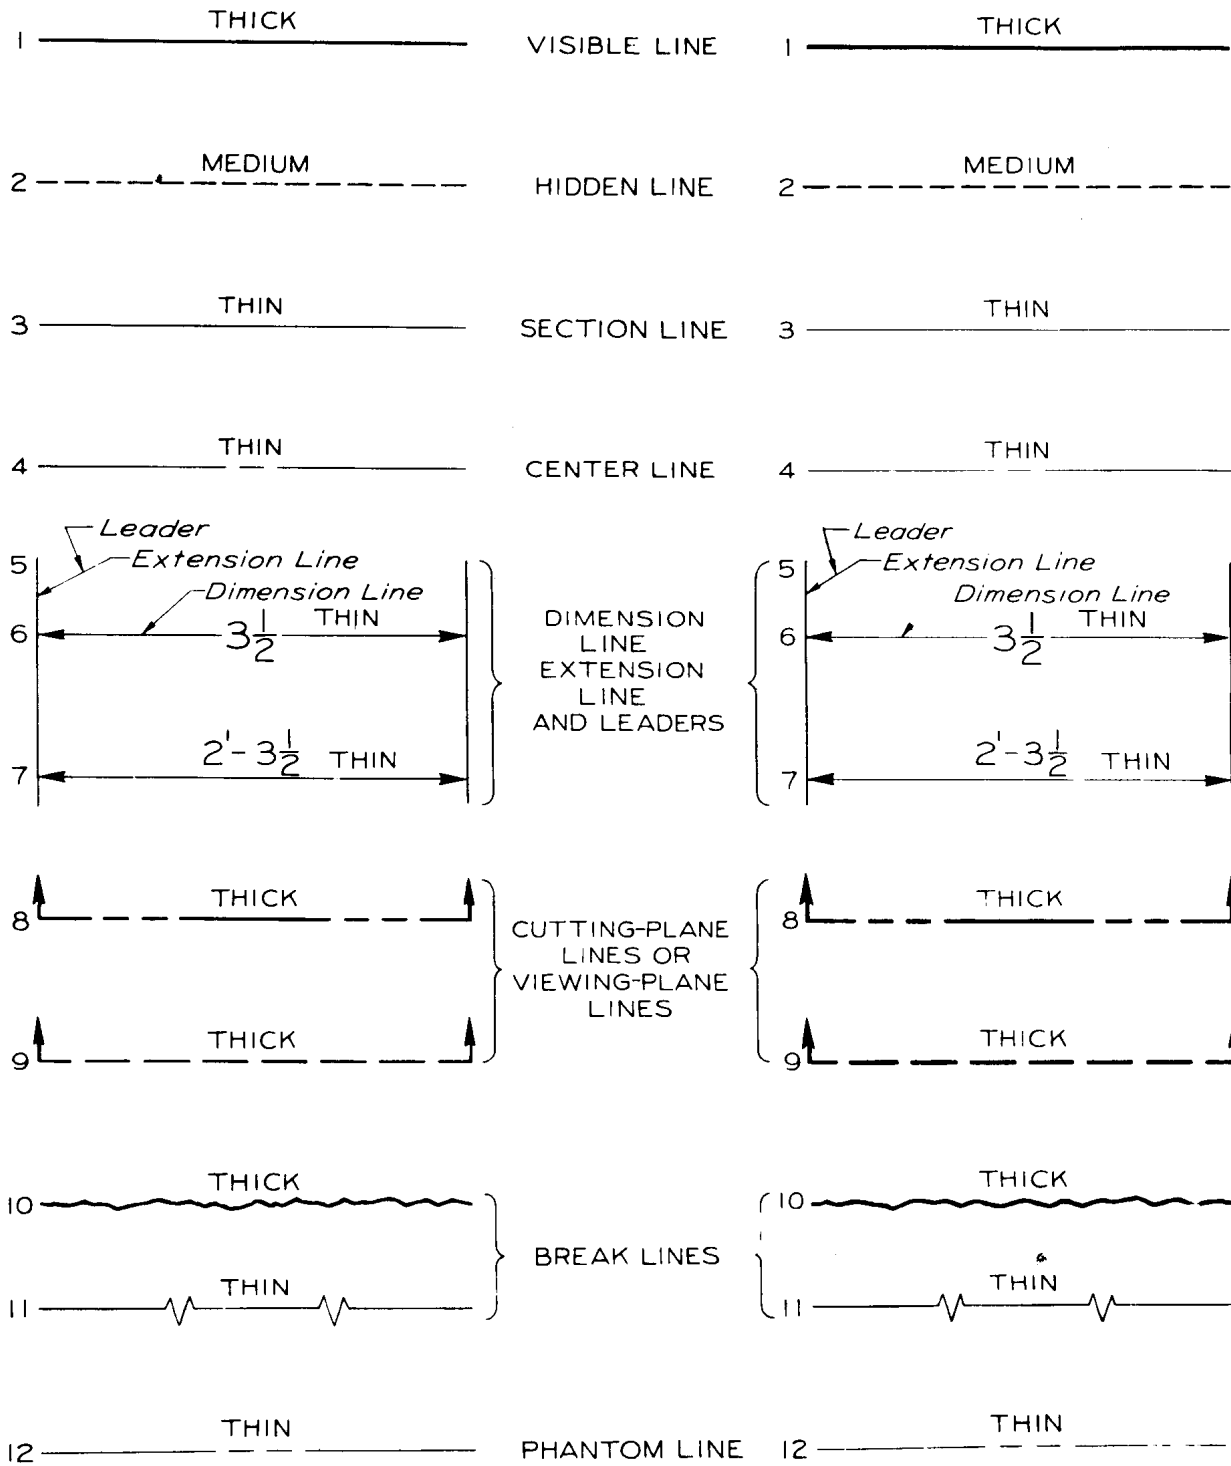 THICK
1 VISIBLE LINE 1
THICK
MEDIUM
2 HIDDEN LINE 2
MEDIUM
THIN
3 SECTION LINE 3
THIN
THIN
4 CENTER LINE 4
THIN
5 Leader
Extension Line
Dimension Line
6 3 1/2 THIN
2'-3 1/2 THIN
7
DIMENSION
LINE
EXTENSION
LINE
AND LEADERS
5 Leader
Extension Line
Dimension Line
6 3 1/2 THIN
2'-3 1/2 THIN
7
THICK
8
THICK
9
CUTTING-PLANE
LINES OR
VIEWING-PLANE
LINES
THICK
8
THICK
9
THICK
10
THIN
11
BREAK LINES
THICK
10
THIN
11
THIN
12 PHANTOM LINE 12
THIN